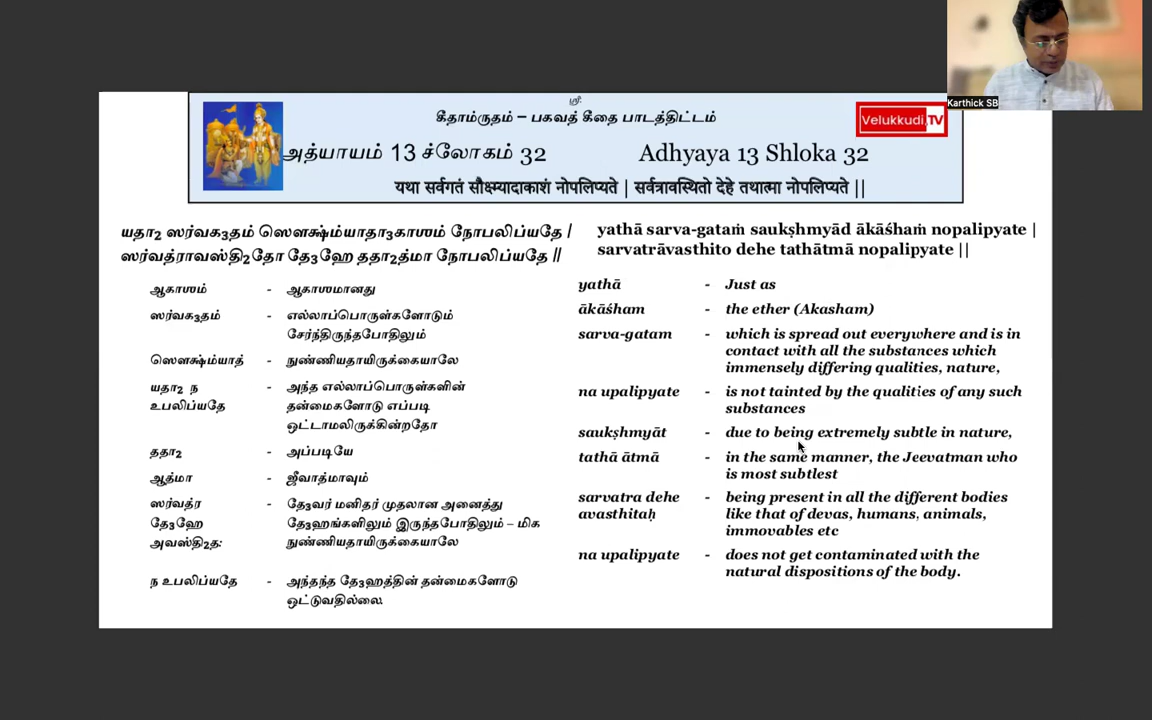 Karthick SB
ஸ்ரீ:
கீதாம்ருதம் – பகவத் கீதை பாடத்திட்டம்
Velukkudi.TV
அத்யாயம் 13 ச்லோகம் 32 Adhyaya 13 Shloka 32
यथा सर्वगतं सौक्ष्म्यादाकाशं नोपलिप्यते | सर्वत्रावस्थितो देहे तथात्मा नोपलिप्यते ||
யதா2 ஸர்வக3தம் ஸௌக்ஷ்ம்யாதா3காஶம் நோபலிப்யதே |
ஸர்வத்ராவஸ்தி2தோ தே3ஹே ததா2த்மா நோபலிப்யதே ||
ஆகாஶம் - ஆகாஶமானது
ஸர்வக3தம் - எல்லாப்பொருள்களோடும்
சேர்ந்திருந்தபோதிலும்
ஸௌக்ஷ்ம்யாத் - நுண்ணியதாயிருக்கையாலே
யதா2 ந - அந்த எல்லாப்பொருள்களின்
உபலிப்யதே தன்மைகளோடு எப்படி
ஒட்டாமலிருக்கின்றதோ
ததா2 - அப்படியே
ஆத்மா - ஜீவாத்மாவும்
ஸர்வத்ர - தே3வர் மனிதர் முதலான அனைத்து
தே3ஹே தே3ஹங்களிலும் இருந்தபோதிலும் – மிக
அவஸ்தி2த: நுண்ணியதாயிருக்கையாலே
ந உபலிப்யதே - அந்தந்த தே3ஹத்தின் தன்மைகளோடு
ஒட்டுவதில்லை.
yathā sarva-gataṁ saukṣhmyād ākāśhaṁ nopalipyate |
sarvatrāvasthito dehe tathātmā nopalipyate ||
yathā - Just as
ākāśham - the ether (Akasham)
sarva-gatam - which is spread out everywhere and is in
contact with all the substances which
immensely differing qualities, nature,
na upalipyate - is not tainted by the qualities of any such
substances
saukṣhmyāt - due to being extremely subtle in nature,
tathā ātmā - in the same manner, the Jeevatman who
is most subtlest
sarvatra dehe - being present in all the different bodies
avasthitaḥ like that of devas, humans, animals,
immovables etc
na upalipyate - does not get contaminated with the
natural dispositions of the body.